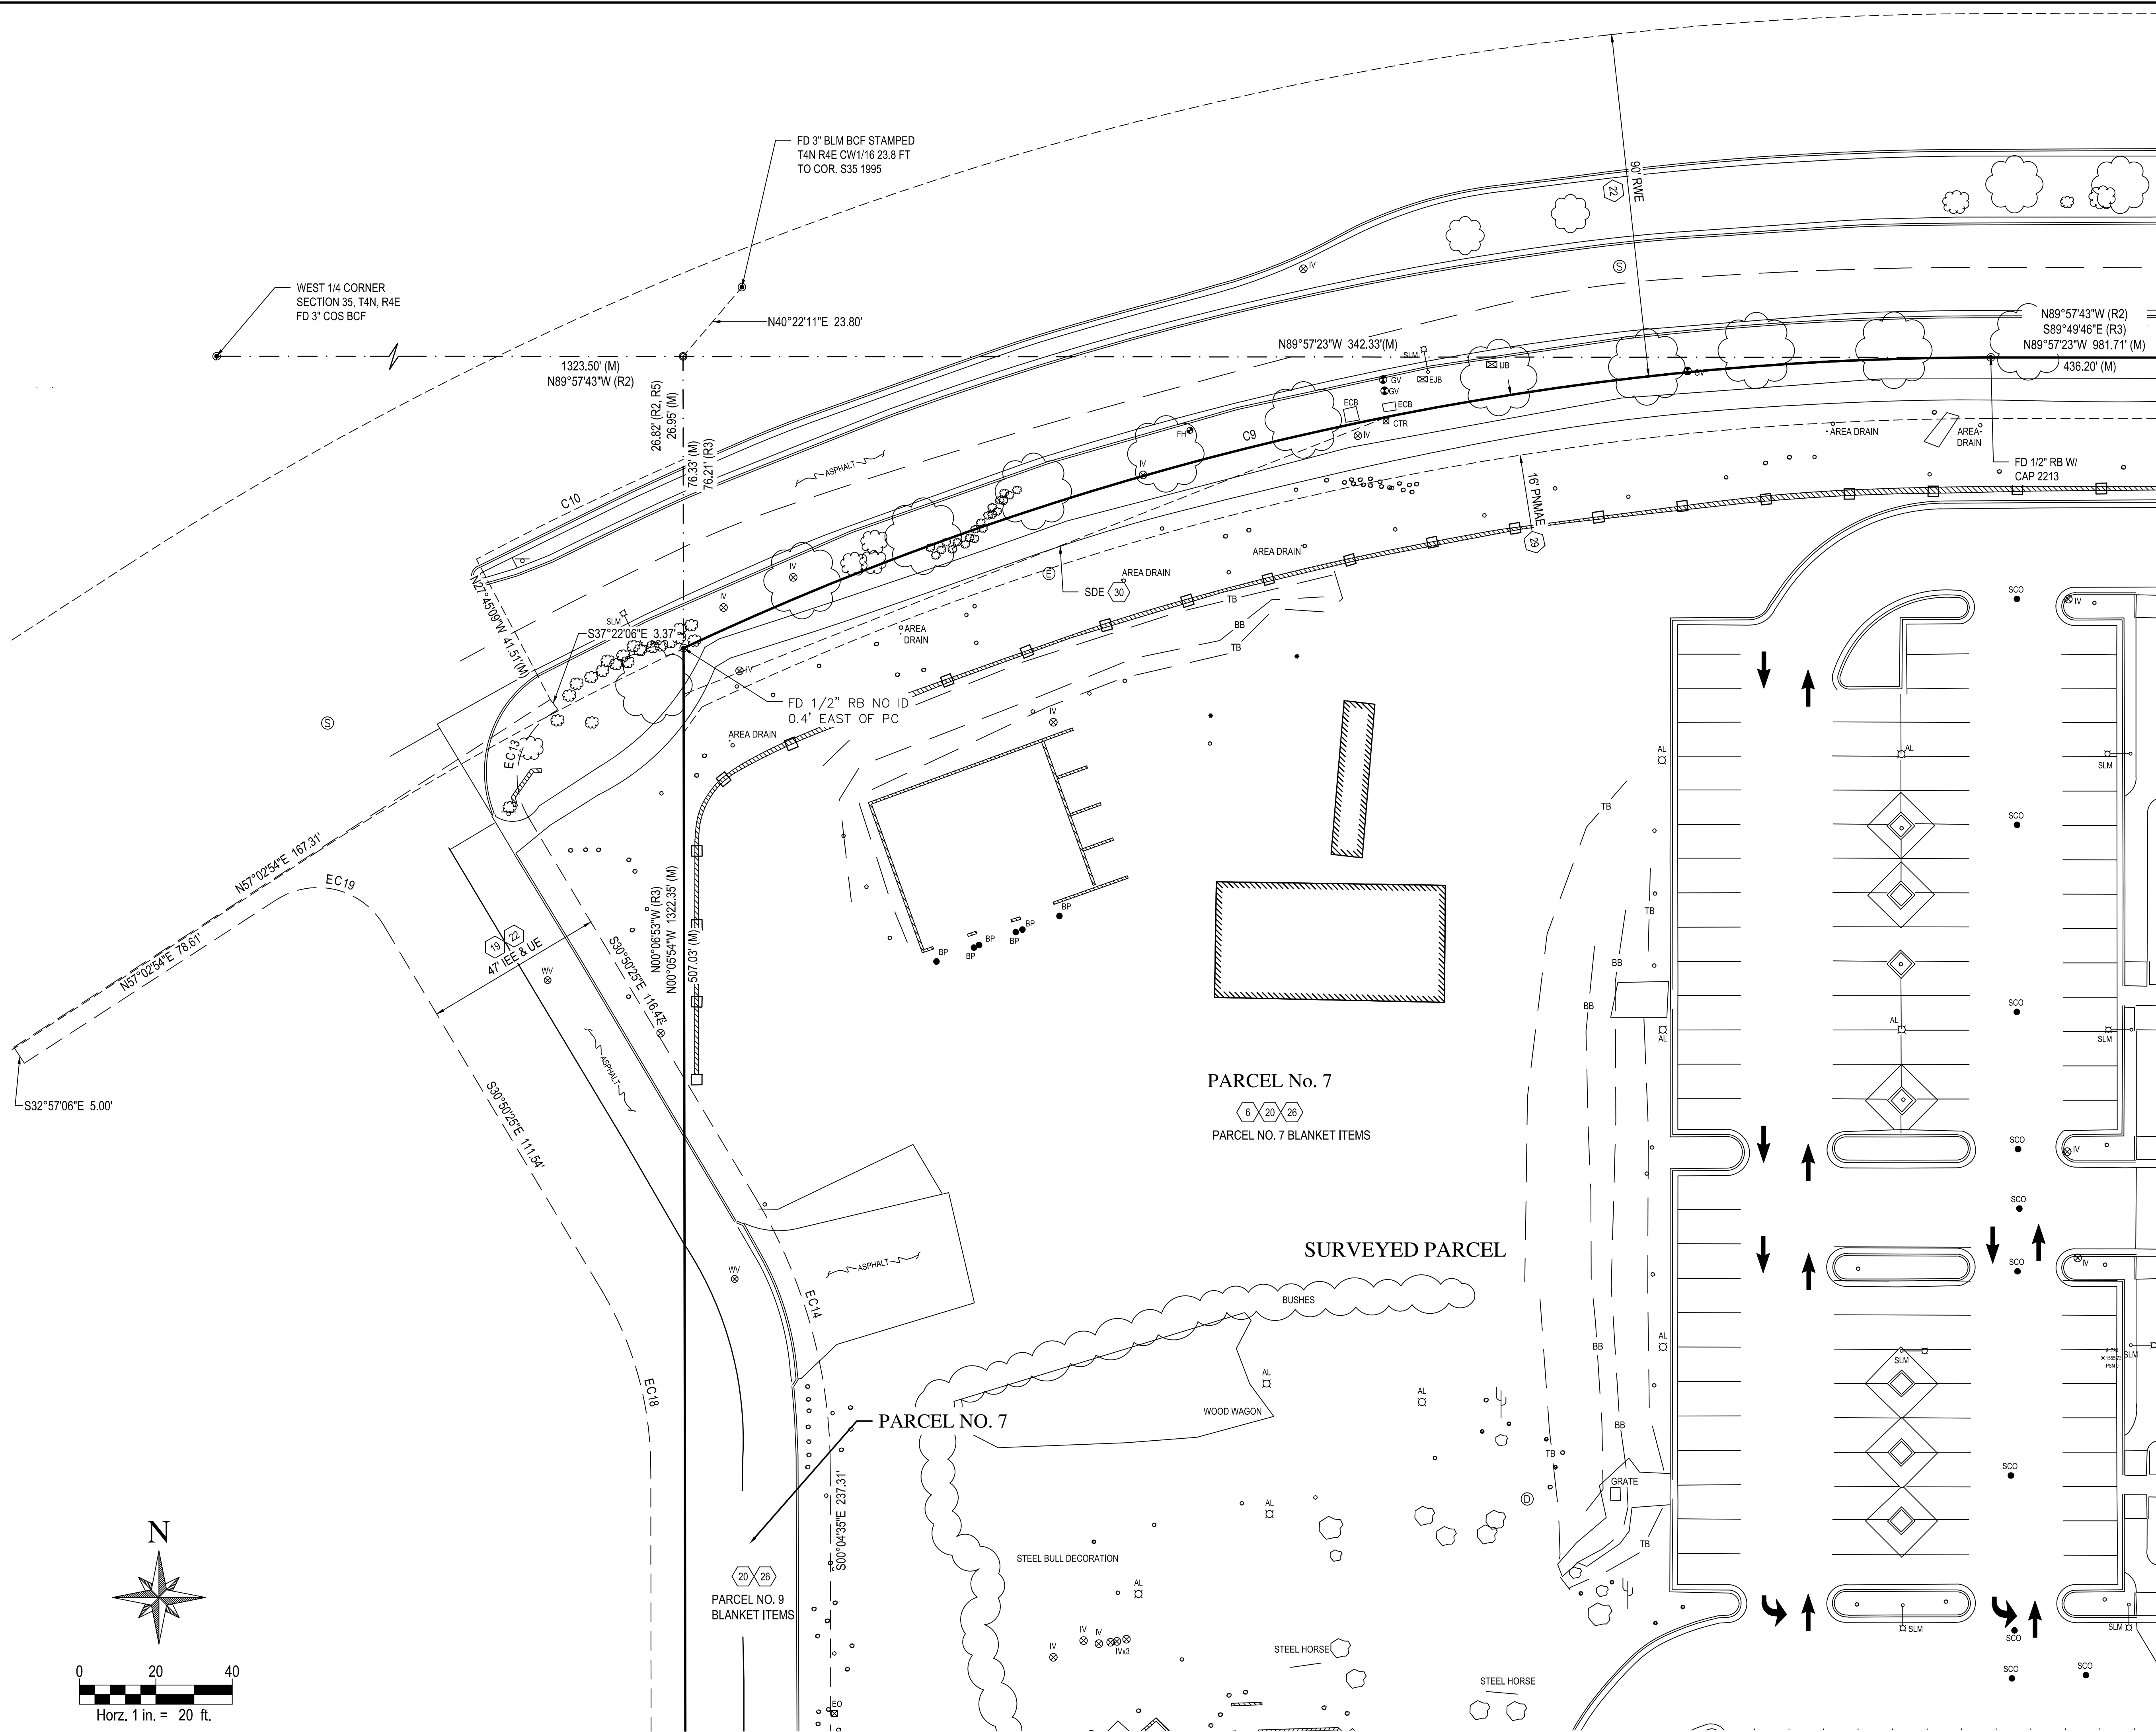 FD 3" BLM BCF STAMPED
T4N R4E CW1/16 23.8 FT
TO COR. S35 1995
WEST 1/4 CORNER
SECTION 35, T4N, R4E
FD 3" COS BCF
N40°22'11"E 23.80'
1323.50' (M)
N89°57'43"W (R2)
26.82' (R2, R5)
26.95' (M)
76.33' (M)
76.21' (R3)
90' RWE
22
S
IV
N89°57'23"W 342.33'(M)
N89°57'43"W (R2)
S89°49'46"E (R3)
N89°57'23"W 981.71' (M)
436.20' (M)
SLM
IJB
EJB
GV
GV
GV
ECB
ECB
CTR
IV
FH
C9
IV
AREA DRAIN
AREA
DRAIN
FD 1/2" RB W/
CAP 2213
16' PNMAE
29
C10
ASPHALT
IV
IV
SLM
N27°45'09"W 41.51'(M)
S37°22'06"E 3.37'
AREA DRAIN
AREA DRAIN
E
SDE 30
TB
BB
TB
AREA
DRAIN
IV
FD 1/2" RB NO ID
0.4' EAST OF PC
AREA DRAIN
IV
S
EC13
SCO
IV
AL
AL
SLM
TB
SCO
N57°02'54"E 167.31'
N57°02'54"E 78.61'
EC19
19 22
47' IEE & UE
WV
S30°50'25"E 116.47'
N00°06'53"W (R3)
N00°05'54"W 1322.35' (M)
507.03' (M)
BP
BP
BP
BP
BP
TB
BB
BB
AL
AL
SCO
SLM
S32°57'06"E 5.00'
S30°50'25"E 111.54'
ASPHALT
PARCEL No. 7
6 20 26
PARCEL NO. 7 BLANKET ITEMS
SCO
IV
SCO
SURVEYED PARCEL
WV
ASPHALT
EC14
BUSHES
SCO
IV
AL
BB
SLM
SLM
EC18
AL
AL
WOOD WAGON
PARCEL NO. 7
BB
TB
GRATE
SCO
D
S00°04'35"E 237.31'
AL
STEEL BULL DECORATION
AL
TB
N
20 26
PARCEL NO. 9
BLANKET ITEMS
IV
IV
IV
IVx3
STEEL HORSE
STEEL HORSE
SLM
SCO
SLM
SCO
SCO
EO
0 20 40
Horz. 1 in. = 20 ft.